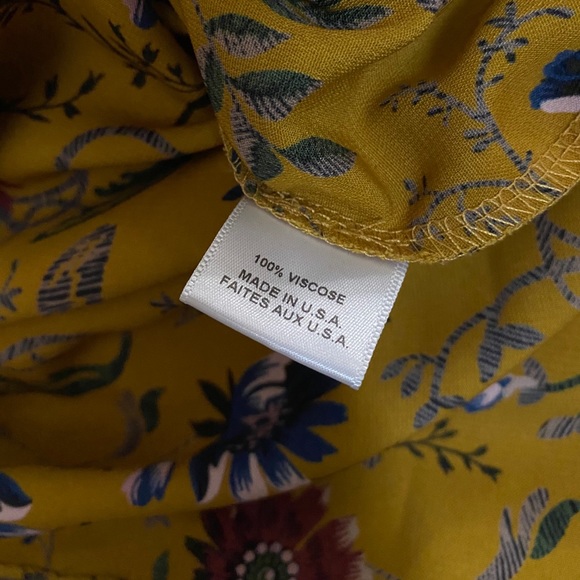 100% VISCOSE
MADE IN U.S.A.
FAITES AUX U.S.A.